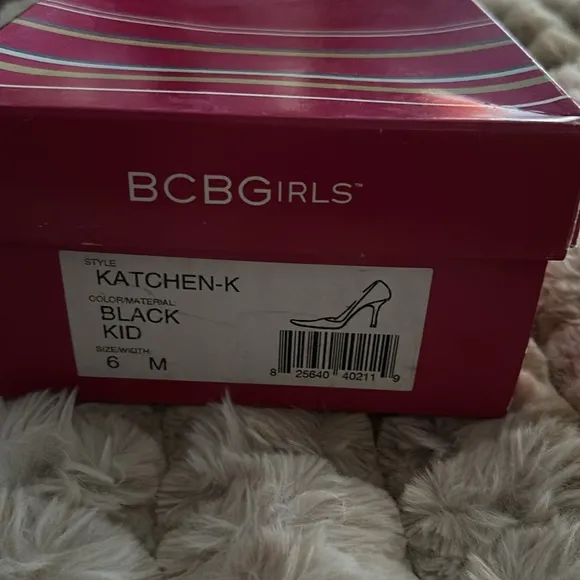 BCBGIRLS™
STYLE
KATCHEN-K
COLOR/MATERIAL:
BLACK
KID
SIZE/WIDTH:
6 M
8 25640 40211 9